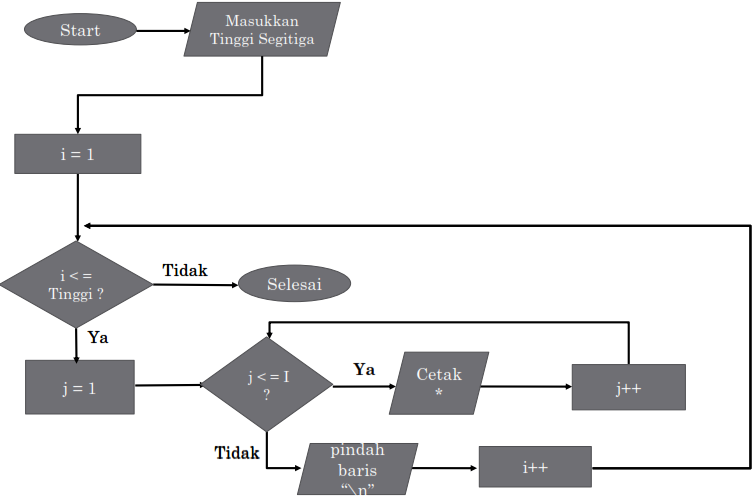 Start
Masukkan
Tinggi Segitiga
i = 1
i < =
Tinggi ?
Tidak
Selesai
Ya
j = 1
j < = I
?
Ya
Cetak
*
j++
Tidak
pindah
baris
“\n”
i++